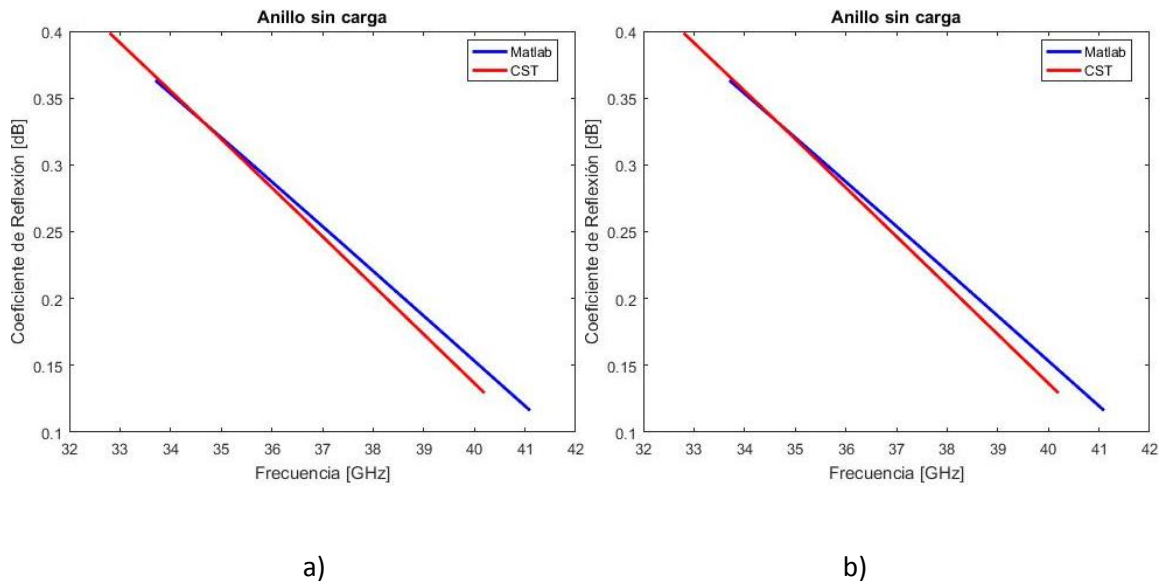 Anillo sin carga
Matlab
CST
Coeficiente de Reflexión [dB]
0.4
0.35
0.3
0.25
0.2
0.15
0.1
32 33 34 35 36 37 38 39 40 41 42
Frecuencia [GHz]
a)
Anillo sin carga
Matlab
CST
Coeficiente de Reflexión [dB]
0.4
0.35
0.3
0.25
0.2
0.15
0.1
32 33 34 35 36 37 38 39 40 41 42
Frecuencia [GHz]
b)